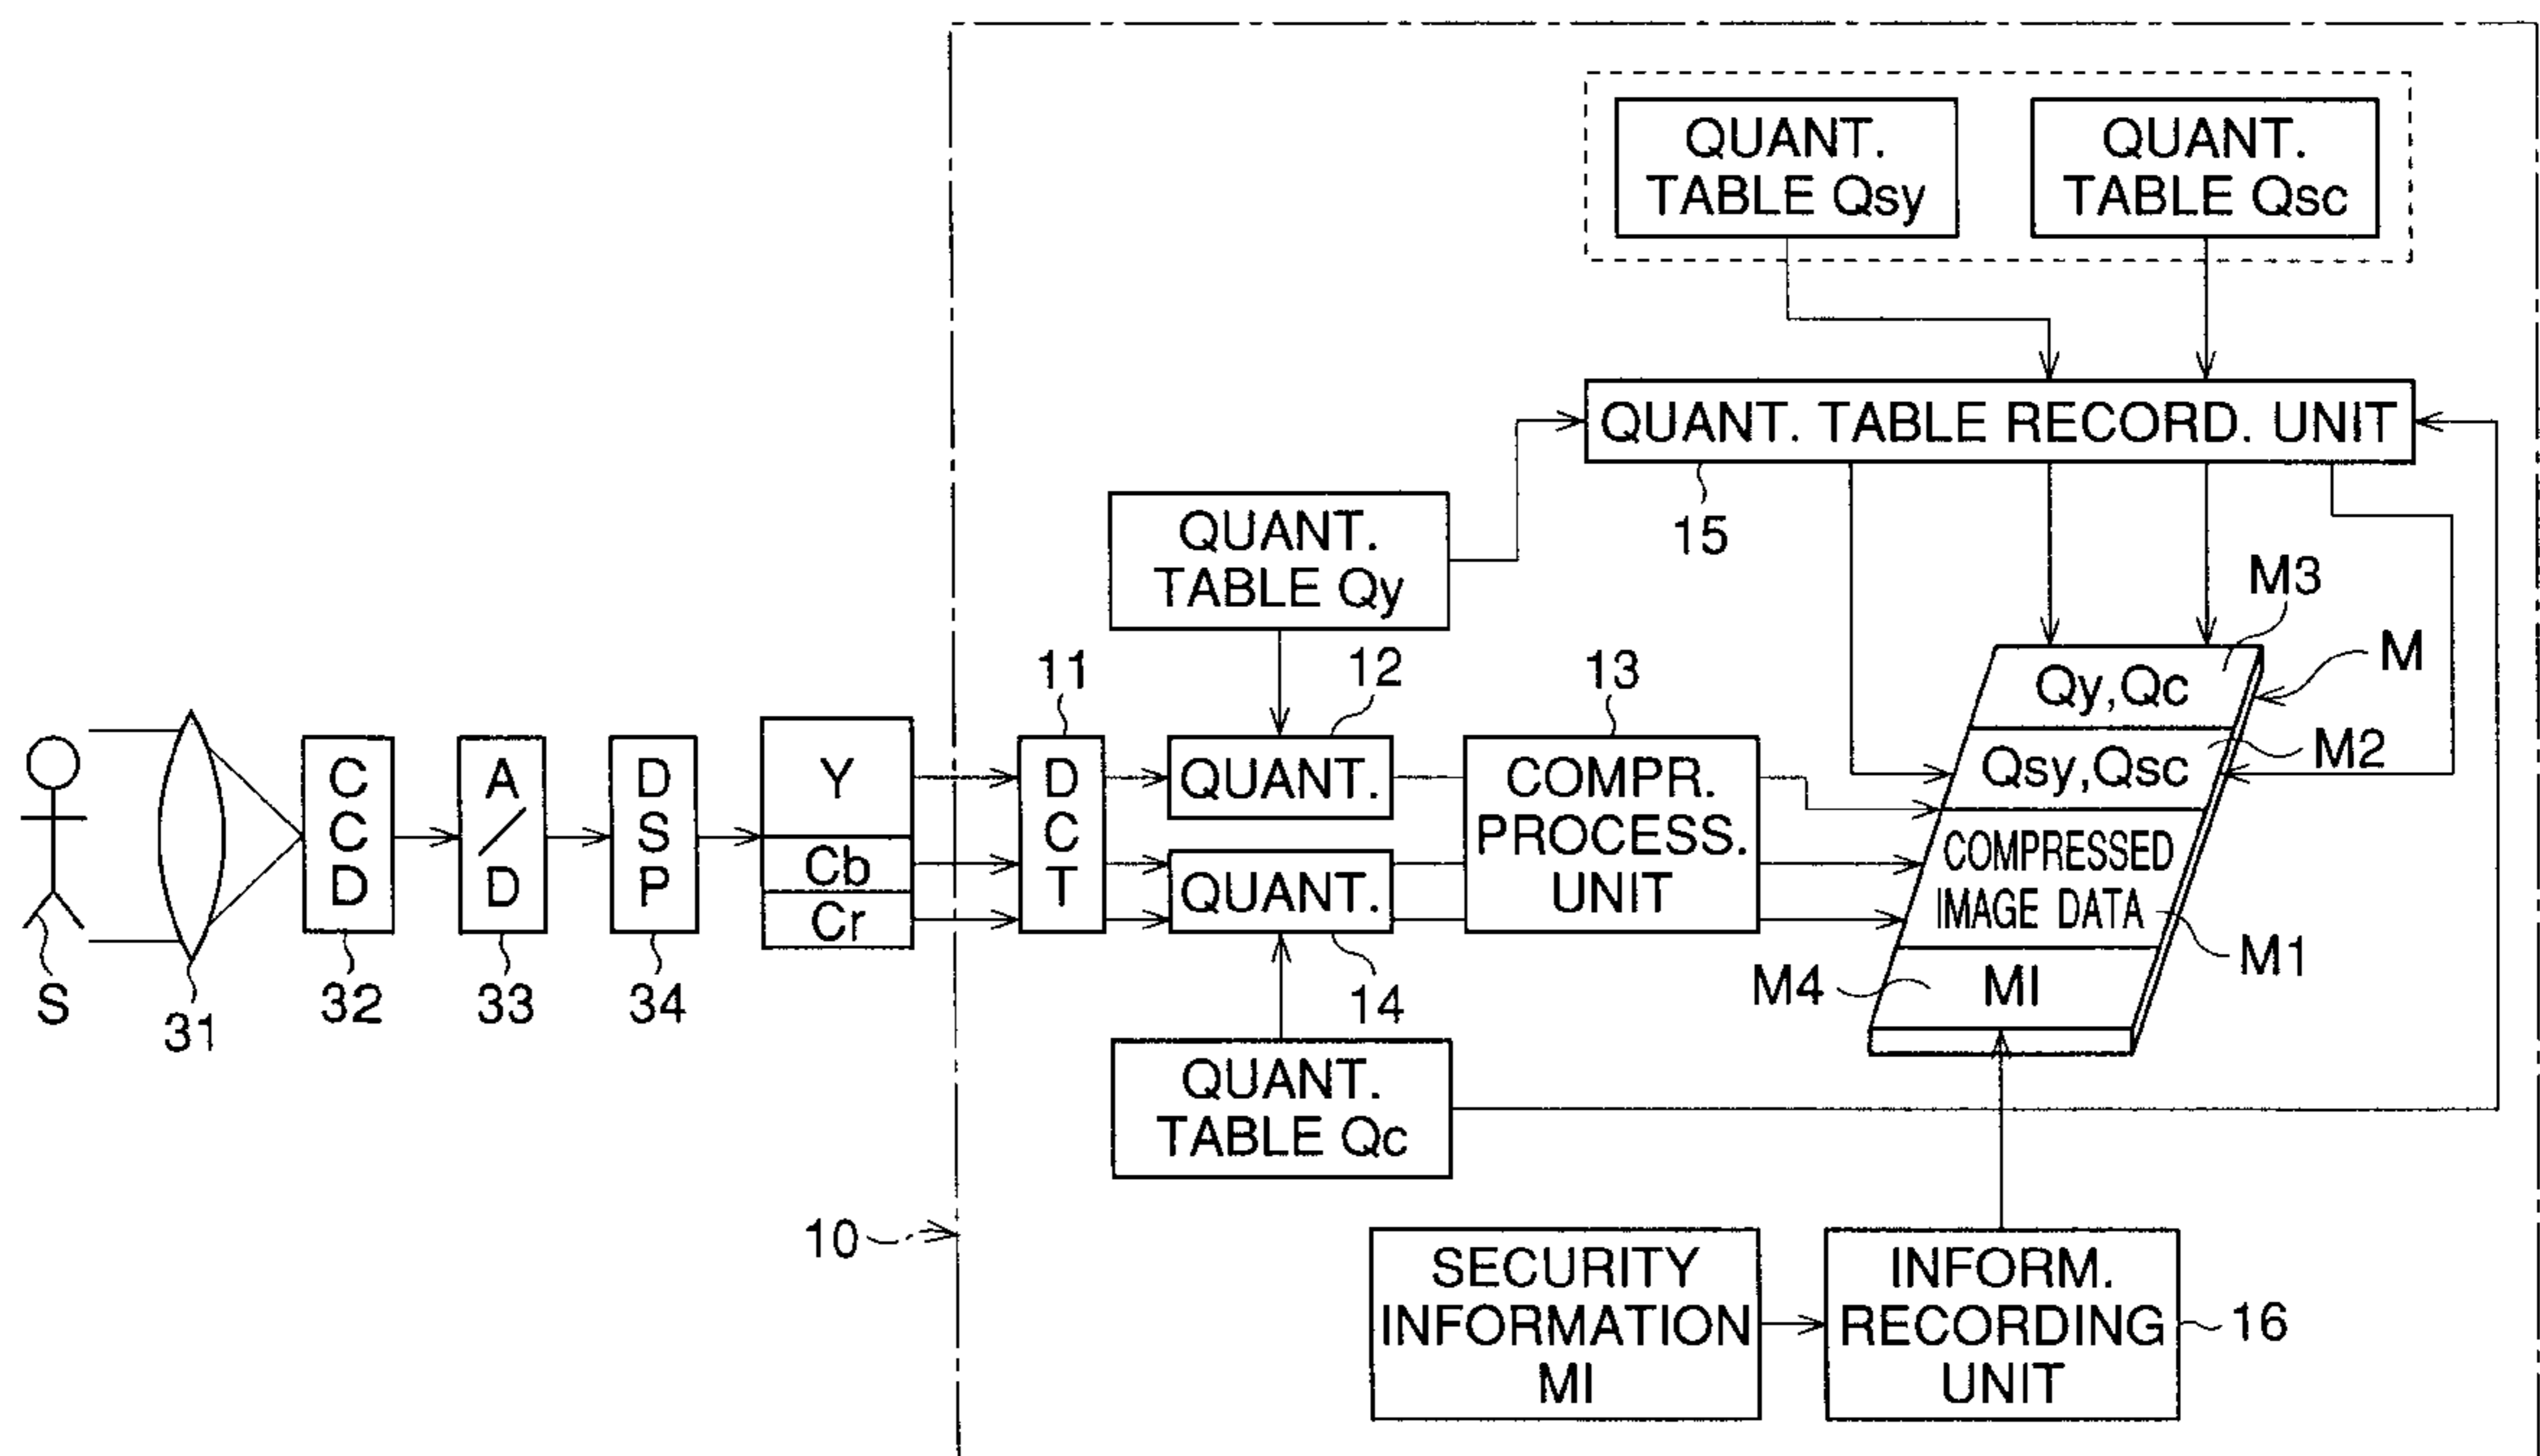 QUANT.
TABLE Qsy
QUANT.
TABLE Qsc
QUANT. TABLE RECORD. UNIT
15
QUANT.
TABLE Qy
M3
M
11
12
13
Qy,Qc
M2
Qsy,Qsc
C
C
D
A
/
D
D
S
P
Y
Cb
Cr
D
C
T
QUANT.
QUANT.
COMPR.
PROCESS.
UNIT
COMPRESSED
IMAGE DATA
M1
M4
MI
S
31
32
33
34
14
QUANT.
TABLE Qc
10
SECURITY
INFORMATION
MI
INFORM.
RECORDING
UNIT
16